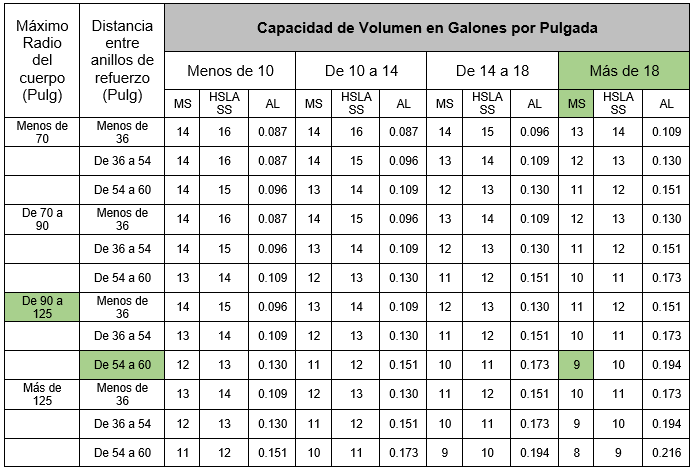 Máximo Radio del cuerpo (Pulg) Distancia entre anillos de refuerzo (Pulg) Capacidad de Volumen en Galones por Pulgada
Menos de 10 De 10 a 14 De 14 a 18 Más de 18
MS HSLA SS AL MS HSLA SS AL MS HSLA SS AL MS HSLA SS AL
Menos de 70 Menos de 36 14 16 0.087 14 16 0.087 14 15 0.096 13 14 0.109
De 36 a 54 14 16 0.087 14 15 0.096 13 14 0.109 12 13 0.130
De 54 a 60 14 15 0.096 13 14 0.109 12 13 0.130 11 12 0.151
De 70 a 90 Menos de 36 14 16 0.087 14 15 0.096 13 14 0.109 12 13 0.130
De 36 a 54 14 15 0.096 13 14 0.109 12 13 0.130 11 12 0.151
De 54 a 60 13 14 0.109 12 13 0.130 11 12 0.151 10 11 0.173
De 90 a 125 Menos de 36 14 15 0.096 13 14 0.109 12 13 0.130 11 12 0.151
De 36 a 54 13 14 0.109 12 13 0.130 11 12 0.151 10 11 0.173
De 54 a 60 12 13 0.130 11 12 0.151 10 11 0.173 9 10 0.194
Más de 125 Menos de 36 13 14 0.109 12 13 0.130 11 12 0.151 10 11 0.173
De 36 a 54 12 13 0.130 11 12 0.151 10 11 0.173 9 10 0.194
De 54 a 60 11 12 0.151 10 11 0.173 9 10 0.194 8 9 0.216